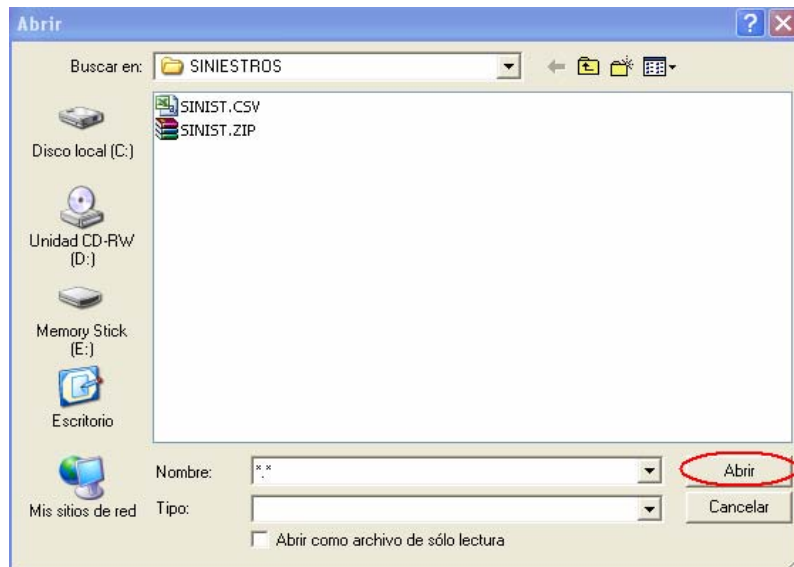 Abrir
Buscar en: SINIESTROS
SINIST.CSV
SINIST.ZIP
Disco local (C:)
Unidad CD-RW
(D:)
Memory Stick
(E:)
Escritorio
Mis sitios de red
Nombre: *.* Abrir
Tipo: Cancelar
Abrir como archivo de sólo lectura